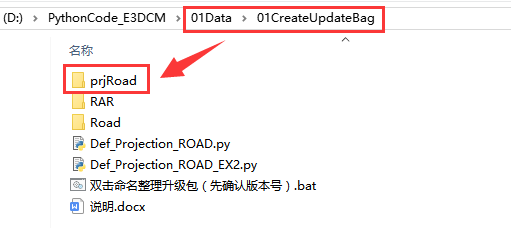 (D:) > PythonCode_E3DCM > 01Data > 01CreateUpdateBag
名称
prjRoad
RAR
Road
Def_Projection_ROAD.py
Def_Projection_ROAD_EX2.py
双击命名整理升级包（先确认版本号）.bat
说明.docx